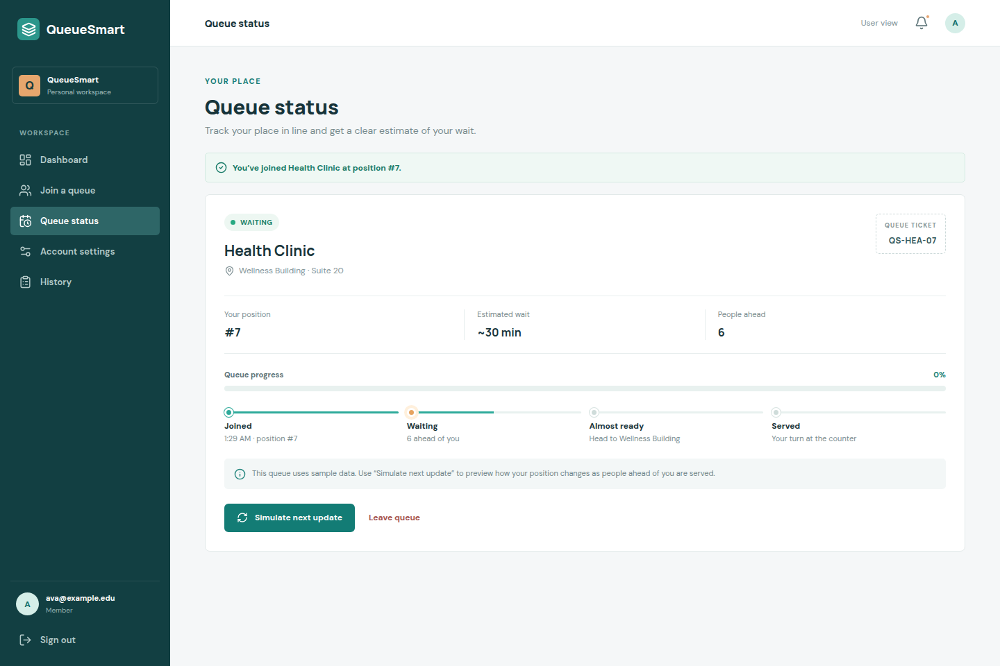 QueueSmart
Q
QueueSmart
Personal workspace
WORKSPACE
Dashboard
Join a queue
Queue status
Account settings
History
A
ava@example.edu
Member
Sign out
Queue status
User view
A
YOUR PLACE
Queue status
Track your place in line and get a clear estimate of your wait.
You’ve joined Health Clinic at position #7.
WAITING
Health Clinic
Wellness Building · Suite 20
QUEUE TICKET
QS-HEA-07
Your position
#7
Estimated wait
~30 min
People ahead
6
Queue progress
0%
Joined
1:29 AM · position #7
Waiting
6 ahead of you
Almost ready
Head to Wellness Building
Served
Your turn at the counter
This queue uses sample data. Use “Simulate next update” to preview how your position changes as people ahead of you are served.
Simulate next update
Leave queue